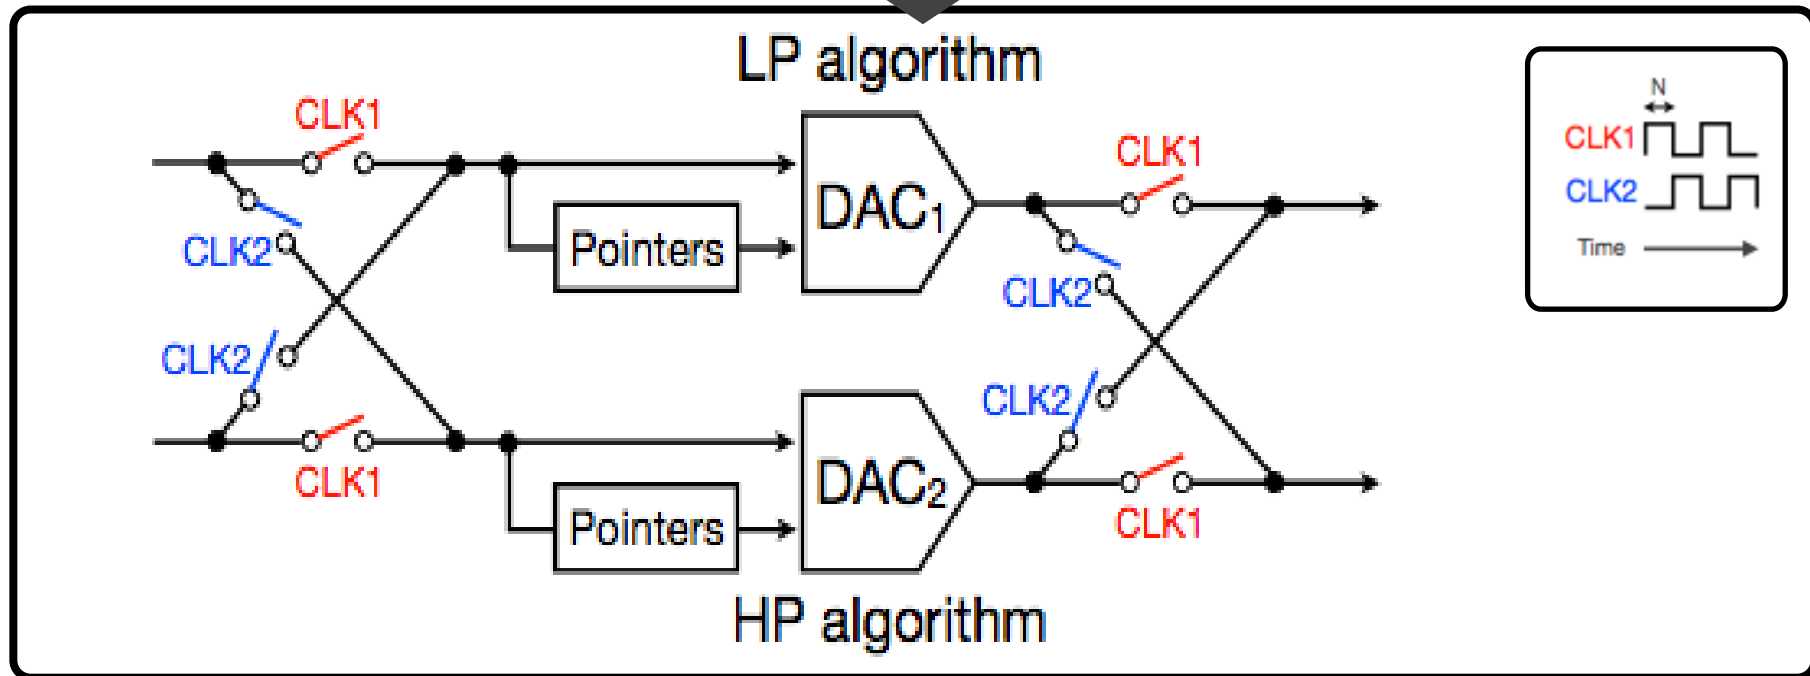 LP algorithm
CLK1
CLK2
Pointers
DAC1
CLK1
CLK2
CLK2
CLK1
Pointers
DAC2
CLK2
CLK1
HP algorithm
N
CLK1
CLK2
Time